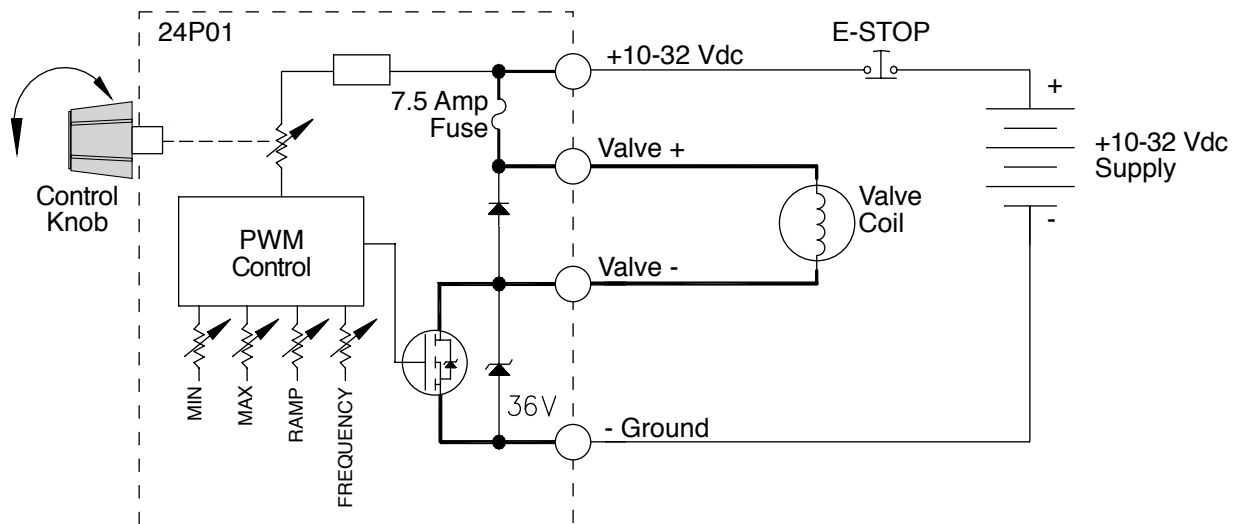 24P01
+10-32 Vdc
E-STOP
7.5 Amp
Fuse
+
Valve +
+10-32 Vdc
Supply
Control
Knob
Valve
Coil
PWM
Control
-
Valve -
MIN
MAX
RAMP
FREQUENCY
36V
- Ground